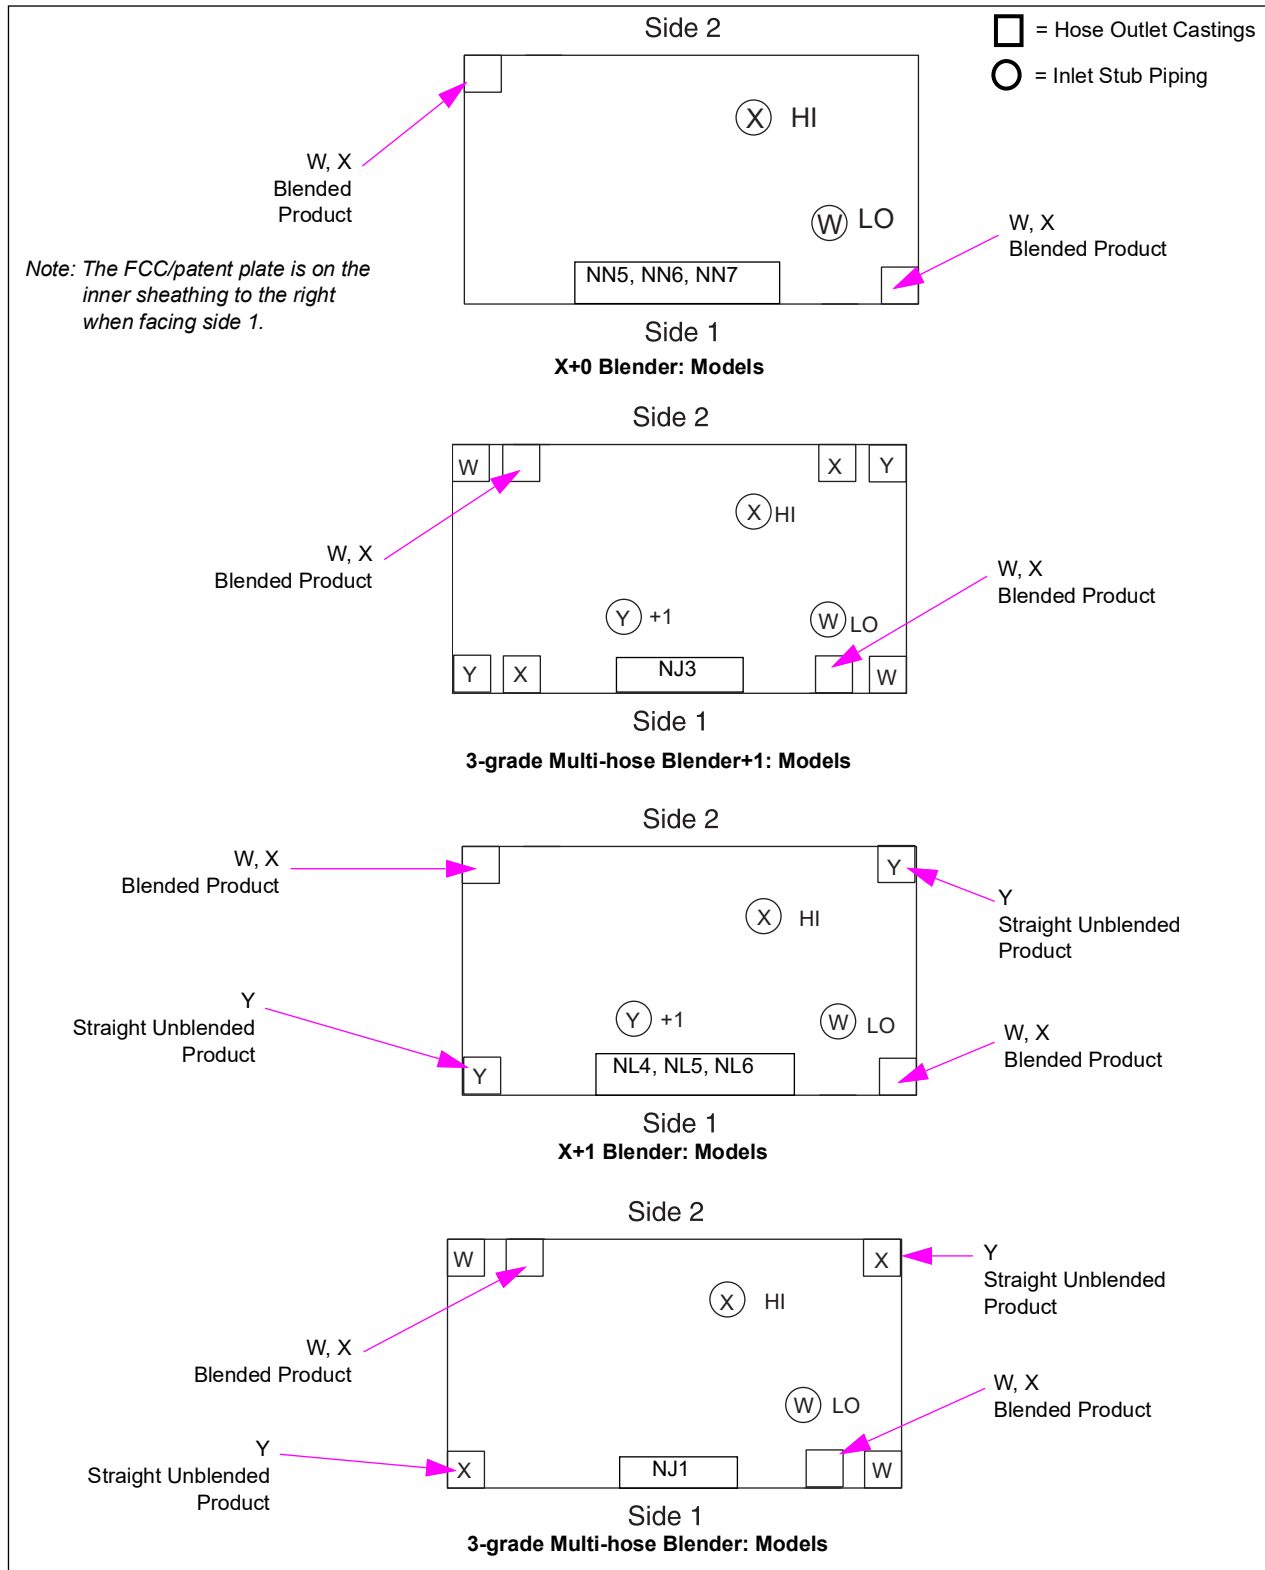 Side 2
= Hose Outlet Castings
= Inlet Stub Piping
X HI
W, X
Blended
Product
W LO
W, X
Blended Product
Note: The FCC/patent plate is on the
inner sheathing to the right
when facing side 1.
NN5, NN6, NN7
Side 1
X+0 Blender: Models
Side 2
W
X
Y
X HI
W, X
Blended Product
W, X
Blended Product
Y +1
W LO
Y
X
NJ3
W
Side 1
3-grade Multi-hose Blender+1: Models
Side 2
W, X
Blended Product
Y
Y
Straight Unblended
Product
X HI
Y
Straight Unblended
Product
Y +1
W LO
W, X
Blended Product
Y
NL4, NL5, NL6
Side 1
X+1 Blender: Models
Side 2
W
X
Y
Straight Unblended
Product
X HI
W, X
Blended Product
W, X
Blended Product
W LO
Y
Straight Unblended
Product
X
NJ1
W
Side 1
3-grade Multi-hose Blender: Models